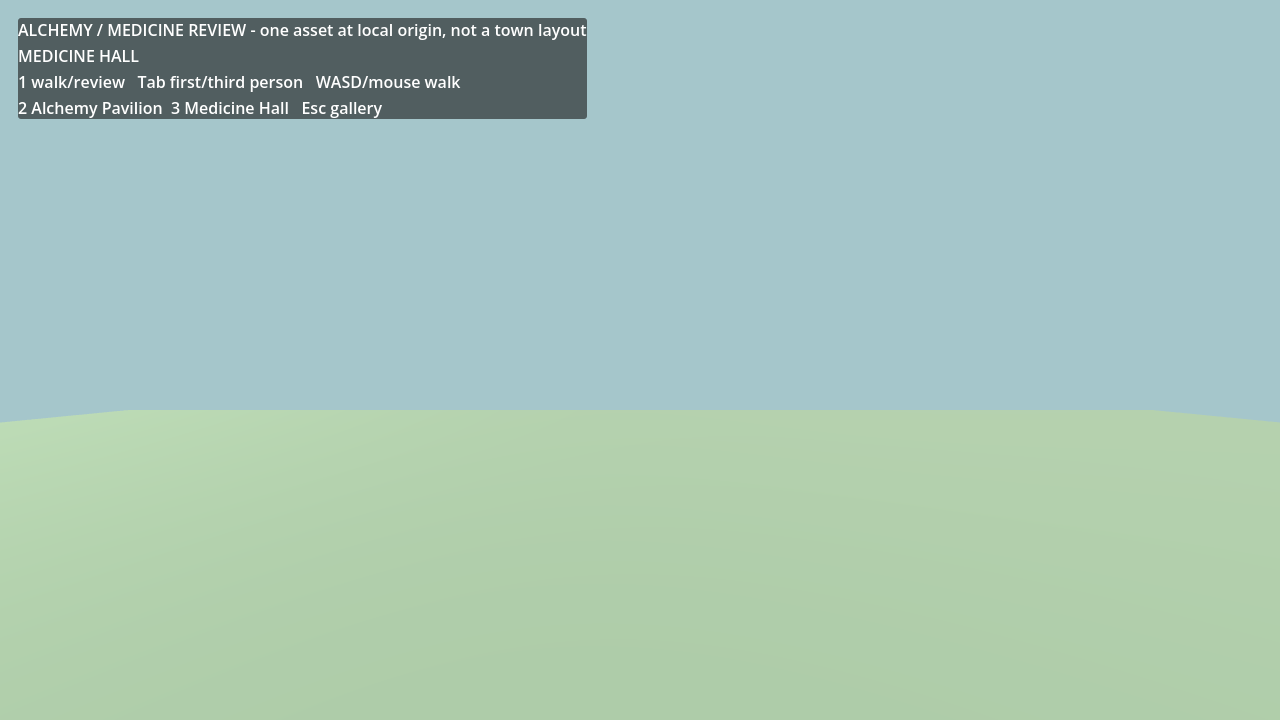 ALCHEMY / MEDICINE REVIEW - one asset at local origin, not a town layout
MEDICINE HALL
1 walk/review   Tab first/third person   WASD/mouse walk
2 Alchemy Pavilion  3 Medicine Hall   Esc gallery